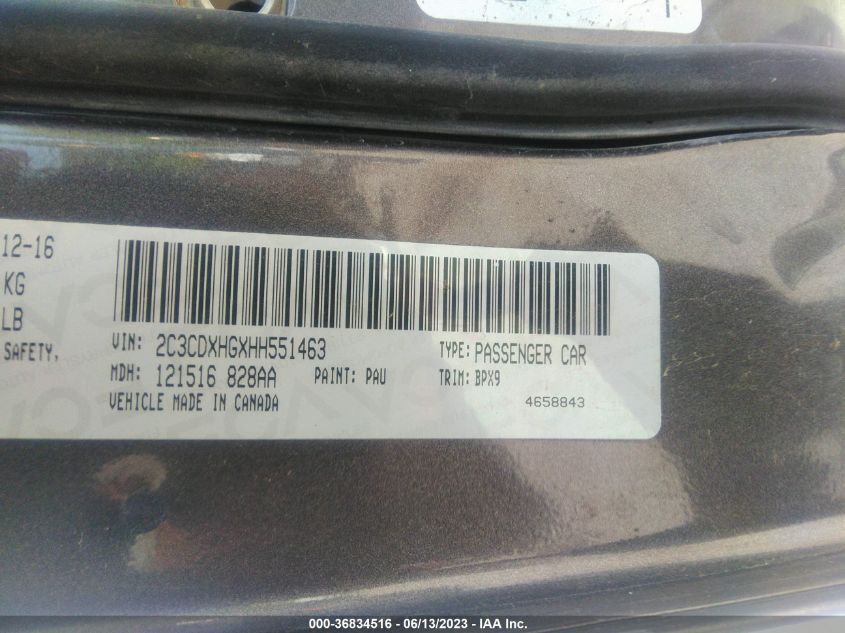 12-16
KG
LB
SAFETY,
VIN: 2C3CDXHGXHH551463 TYPE: PASSENGER CAR
MDH: 121516 828AA PAINT: PAU TRIM: BPX9
VEHICLE MADE IN CANADA 4658843
000-36834516 - 06/13/2023 - IAA Inc.